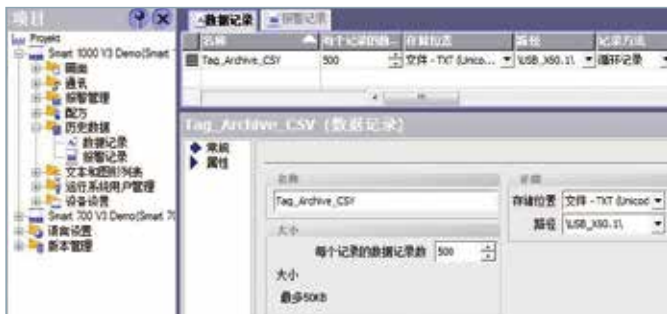 项目
Projekt
Smart 1000 V3 Demo(Smart
画面
通讯
报警管理
配方
历史数据
数据记录
报警记录
文本和图形列表
运行系统用户管理
设备设置
Smart 700 V3 Demo(Smart 70
语言设置
版本管理
数据记录
报警记录
名称 每个记录的数 存储位置 路径 记录方法
Tag_Archive_CSV 500 文件 - TXT (Unico... \USB_X60.1\ 循环记录
Tag_Archive_CSV (数据记录)
常规
属性
名称
Tag_Archive_CSV
存储位置 文件 - TXT (Unicod
路径 \USB_X60.1\
大小
每个记录的数据记录数 500
大小
最多50KB